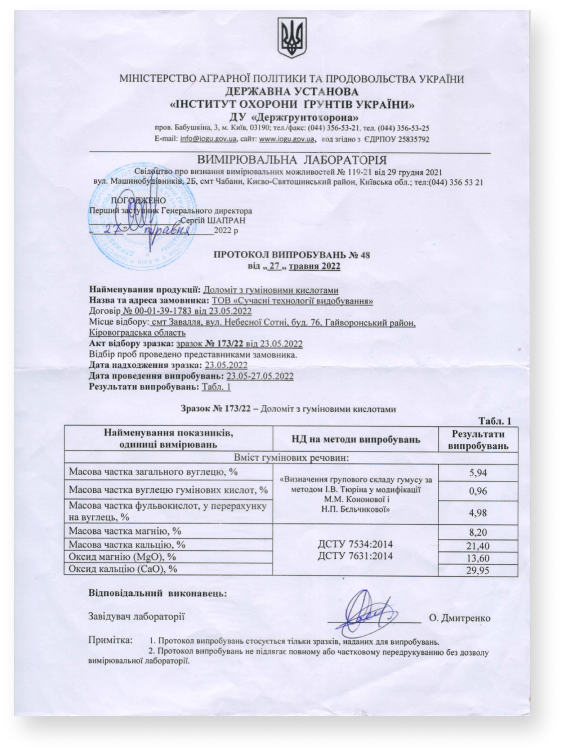 МІНІСТЕРСТВО АГРАРНОЇ ПОЛІТИКИ ТА ПРОДОВОЛЬСТВА УКРАЇНИ
ДЕРЖАВНА УСТАНОВА
«ІНСТИТУТ ОХОРОНИ ҐРУНТІВ УКРАЇНИ»
ДУ «Держгрунтохорона»
пров. Бабушкіна, 3, м. Київ, 03190; тел./факс: (044) 356-53-21, тел. (044) 356-53-25
E-mail: info@iogu.gov.ua, сайт: www.iogu.gov.ua, код згідно з ЄДРПОУ 25835792
ВИМІРЮВАЛЬНА ЛАБОРАТОРІЯ
Свідоцтво про визнання вимірювальних можливостей № 119-21 від 29 грудня 2021
вул. Машинобудівників, 2Б, смт Чабани, Києво-Святошинський район, Київська обл.; тел:(044) 356 53 21
ПОГОДЖЕНО
Перший заступник Генерального директора
Сергій ШАПРАН
27 травня 2022 р
ПРОТОКОЛ ВИПРОБУВАНЬ № 48
від „ 27 „ травня 2022
Найменування продукції: Доломіт з гуміновими кислотами
Назва та адреса замовника: ТОВ «Сучасні технології видобування»
Договір № 00-01-39-1783 від 23.05.2022
Місце відбору: смт Завалля, вул. Небесної Сотні, буд. 76, Гайворонський район,
Кіровоградська область
Акт відбору зразка: зразок № 173/22 від 23.05.2022
Відбір проб проведено представниками замовника.
Дата надходження зразка: 23.05.2022
Дата проведення випробувань: 23.05-27.05.2022
Результати випробувань: Табл. 1
Зразок № 173/22 – Доломіт з гуміновими кислотами
Табл. 1
Найменування показників, одиниці вимірювань НД на методи випробувань Результати випробувань
Вміст гумінових речовин:
Масова частка загального вуглецю, % 5,94
Масова частка вуглецю гумінових кислот, % 0,96
Масова частка фульвокислот, у перерахунку на вуглець, % 4,98
«Визначення групового складу гумусу за
методом І.В. Тюріна у модифікації
М.М. Кононової і
Н.П. Бєльчикової»
Масова частка магнію, % 8,20
Масова частка кальцію, % 21,40
Оксид магнію (MgO), % 13,60
Оксид кальцію (CaO), % 29,95
ДСТУ 7534:2014
ДСТУ 7631:2014
Відповідальний виконавець:
Завідувач лабораторії О. Дмитренко
Примітка: 1. Протокол випробувань стосується тільки зразків, наданих для випробувань.
2. Протокол випробувань не підлягає повному або частковому передрукуванню без дозволу
вимірювальної лабораторії.